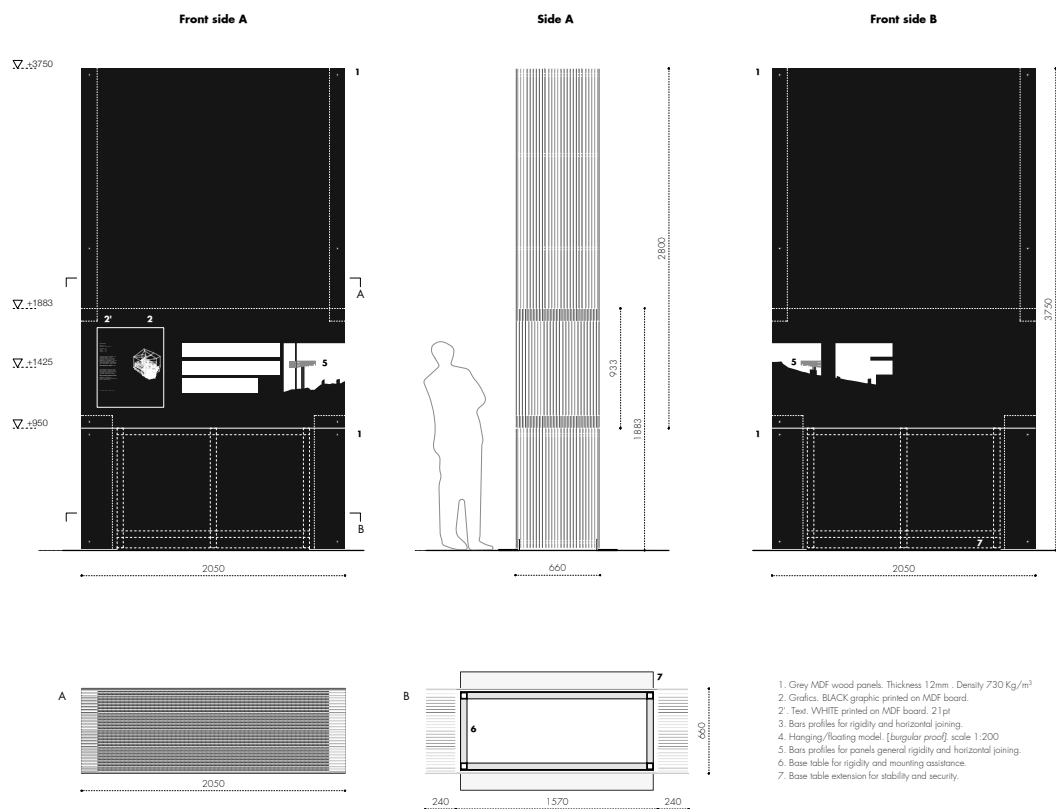 Front side A
Side A
Front side B
+3750
1
1
2800
3750
A
+1883
2'
2
+1425
5
5
933
1883
+950
1
1
B
7
2050
660
2050
A
B
7
6
660
2050
240
1570
240
1. Grey MDF wood panels. Thickness 12mm . Density 730 Kg/m³
2. Grafics. BLACK graphic printed on MDF board.
2'. Text. WHITE printed on MDF board. 21pt
3. Bars profiles for rigidity and horizontal joining.
4. Hanging/floating model. [burgular proof]. scale 1:200
5. Bars profiles for panels general rigidity and horizontal joining.
6. Base table for rigidity and mounting assistance.
7. Base table extension for stability and security.